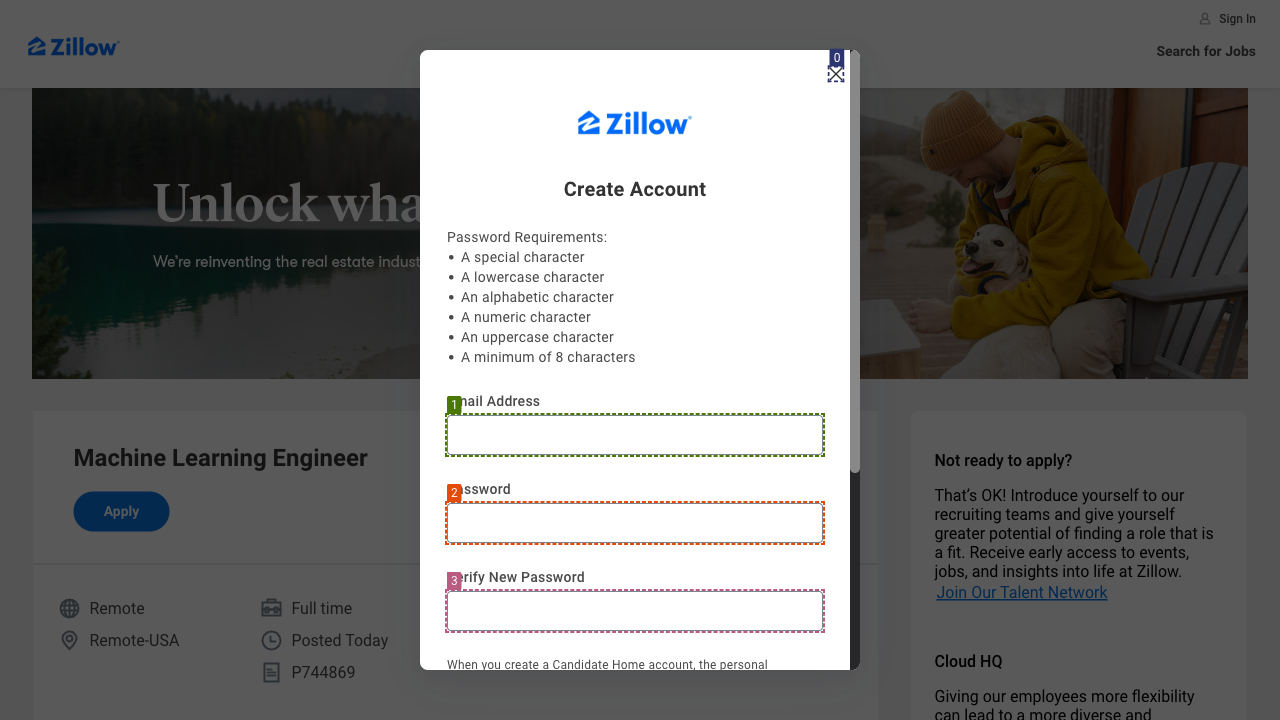 Sign In
Zillow
Search for Jobs
Unlock wha
We're reinventing the real estate indust
0
Zillow
Create Account
Password Requirements:
• A special character
• A lowercase character
• An alphabetic character
• A numeric character
• An uppercase character
• A minimum of 8 characters
1
mail Address
2
ssword
3
erify New Password
When you create a Candidate Home account, the personal
Machine Learning Engineer
Apply
Remote
Full time
Remote-USA
Posted Today
P744869
Not ready to apply?
That's OK! Introduce yourself to our
recruiting teams and give yourself
greater potential of finding a role that is
a fit. Receive early access to events,
jobs, and insights into life at Zillow.
Join Our Talent Network
Cloud HQ
Giving our employees more flexibility
can lead to a more diverse and